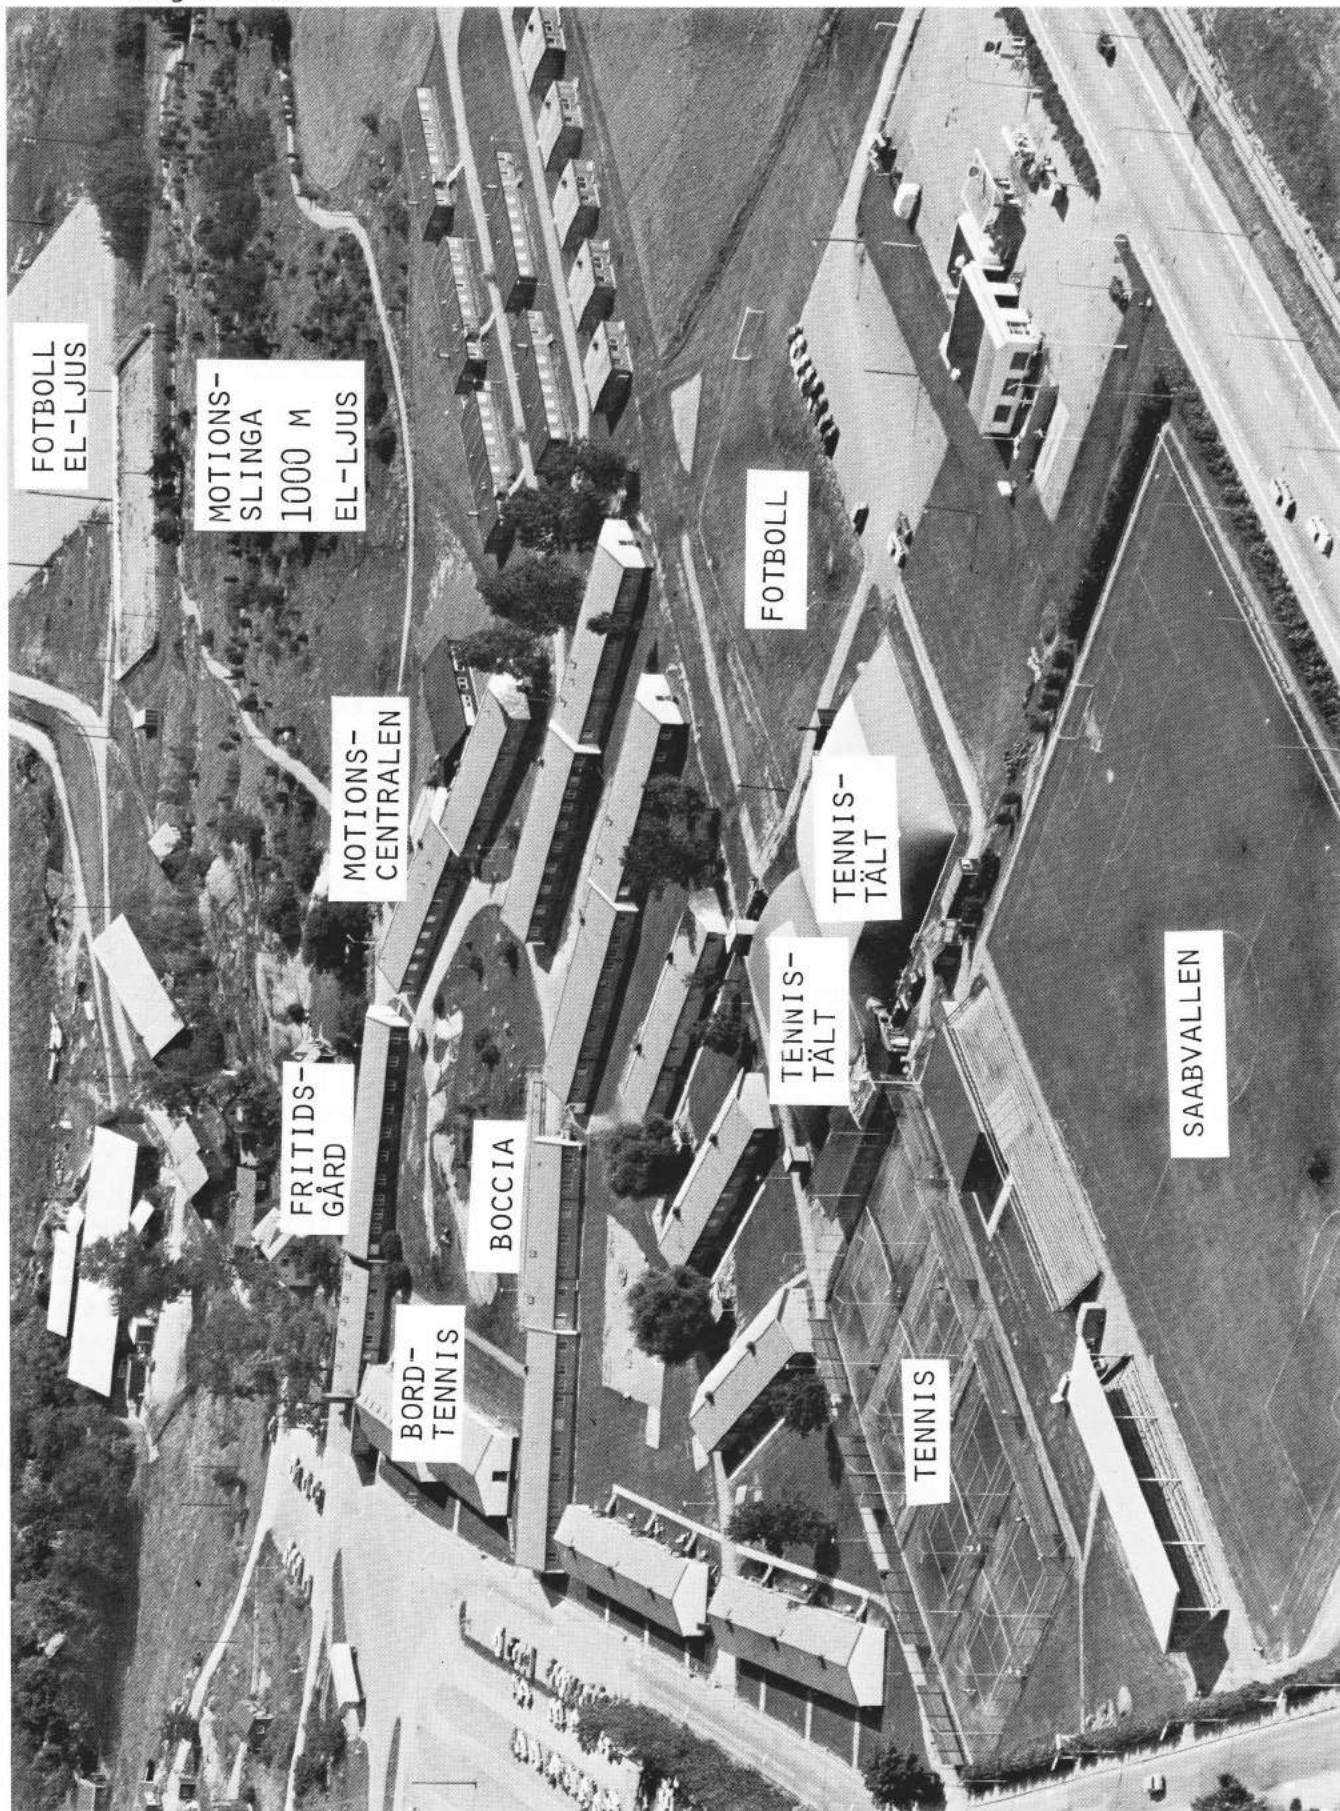 FOTBOLL
EL-LJUS
MOTIONS-
SLINGA
1000 M
EL-LJUS
FRITIDS-
GÅRD
MOTIONS-
CENTRALEN
BORD-
TENNIS
BOCCIA
FOTBOLL
TENNIS-
TÄLT
TENNIS-
TÄLT
TENNIS
SAABVALLEN